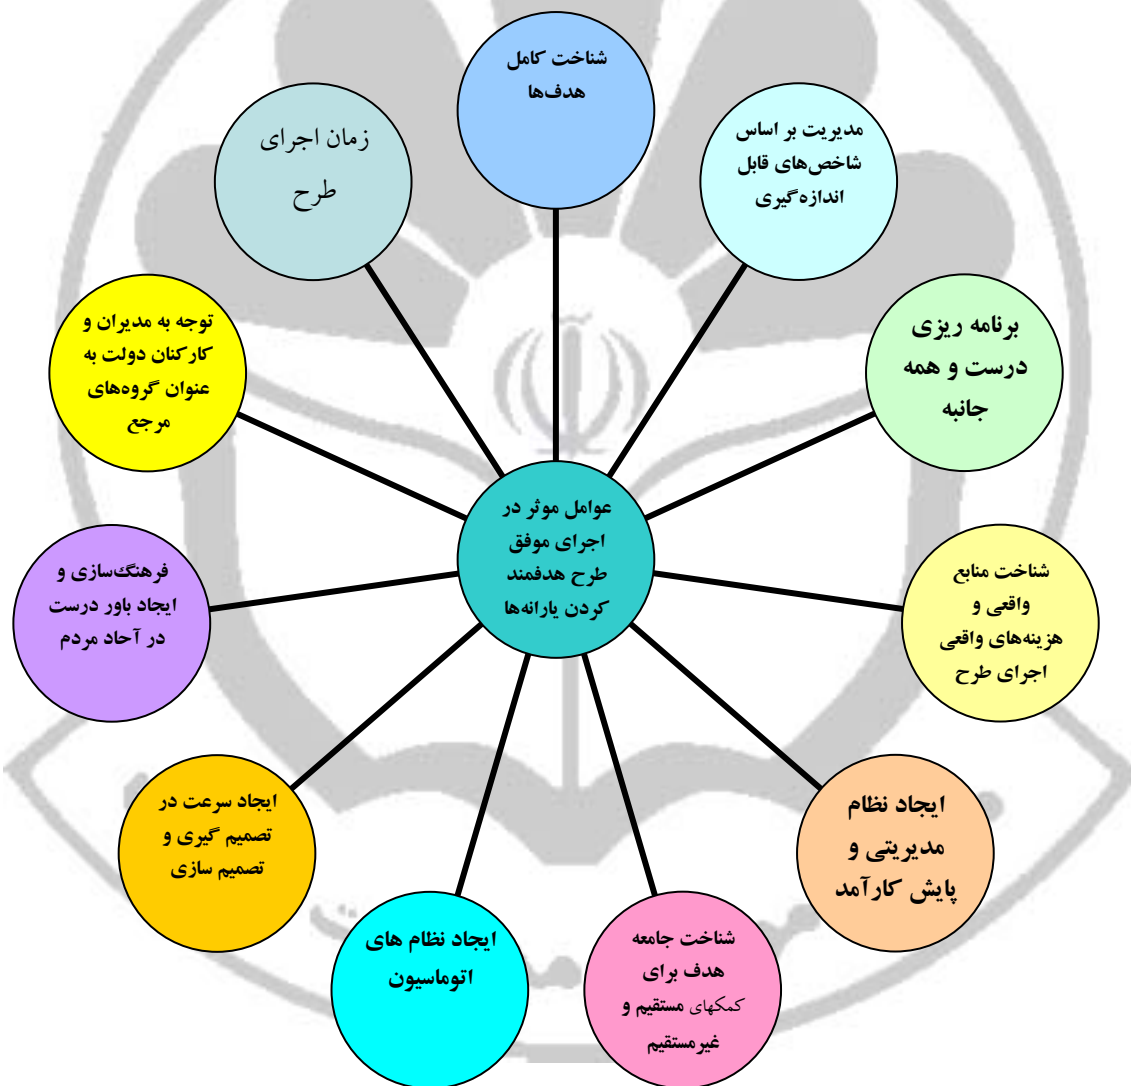 شناخت کامل
هدف‌ها
مدیریت بر اساس
شاخص‌های قابل
اندازه‌گیری
برنامه ریزی
درست و همه
جانبه
شناخت منابع
واقعی و
هزینه‌های واقعی
اجرای طرح
ایجاد نظام
مدیریتی و
پایش کارآمد
شناخت جامعه
هدف برای
کمکهای مستقیم و
غیرمستقیم
ایجاد نظام های
اتوماسیون
ایجاد سرعت در
تصمیم گیری و
تصمیم سازی
فرهنگ‌سازی و
ایجاد باور درست
در آحاد مردم
توجه به مدیران و
کارکنان دولت به
عنوان گروه‌های
مرجع
زمان اجرای
طرح
عوامل موثر در
اجرای موفق
طرح هدفمند
کردن یارانه‌ها